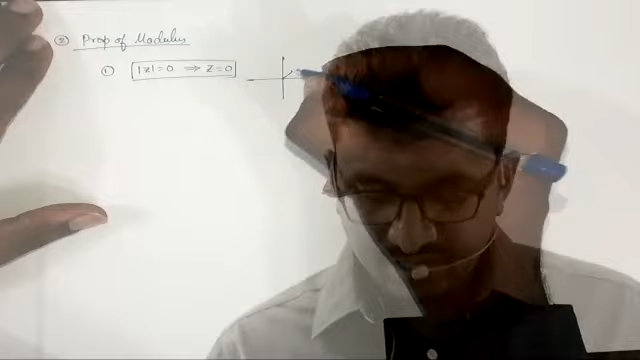 ② Prop of Modulus
① |z|=0 ⇒ z=0